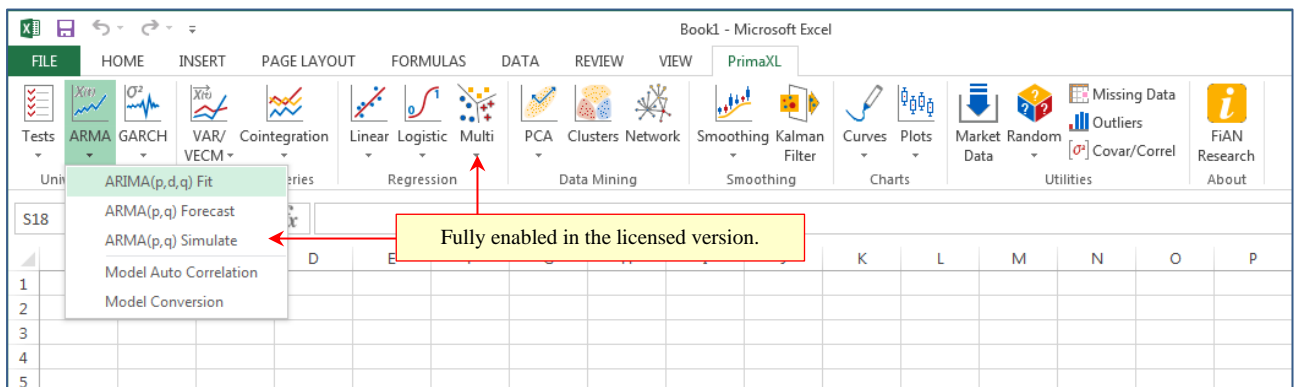 Book1 - Microsoft Excel
FILE HOME INSERT PAGE LAYOUT FORMULAS DATA REVIEW VIEW PrimaXL
X(t) σ² X(t)
Missing Data
Outliers
Tests ARMA GARCH VAR/ Cointegration Linear Logistic Multi PCA Clusters Network Smoothing Kalman Curves Plots Market Random FiAN
VECM Filter Data [σ²] Covar/Correl Research
ARIMA(p,d,q) Fit Regression Data Mining Smoothing Charts Utilities About
S18 ARMA(p,q) Forecast
ARMA(p,q) Simulate
Fully enabled in the licensed version.
D K L M N O P
Model Auto Correlation
1
Model Conversion
2
3
4
5